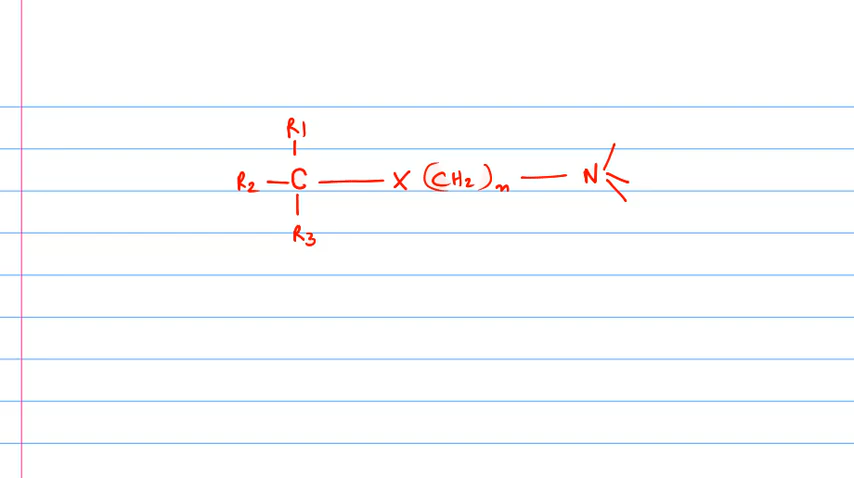 R1
R2 — C — X (CH2)n — N
R3